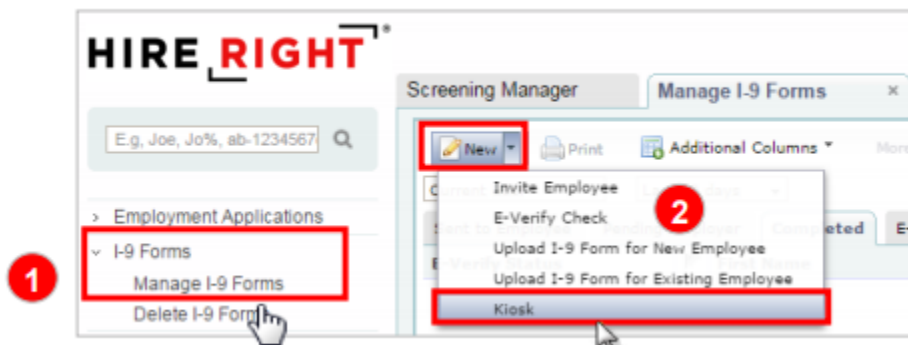 HIRE RIGHT®
Screening Manager
Manage I-9 Forms ×
E.g, Joe, Jo%, ab-1234567
New
Print
Additional Columns
More
Invite Employee
E-Verify Check
2
Upload I-9 Form for New Employee
Upload I-9 Form for Existing Employee
Kiosk
eted
E-
> Employment Applications
I-9 Forms
1
Manage I-9 Forms
Delete I-9 Form